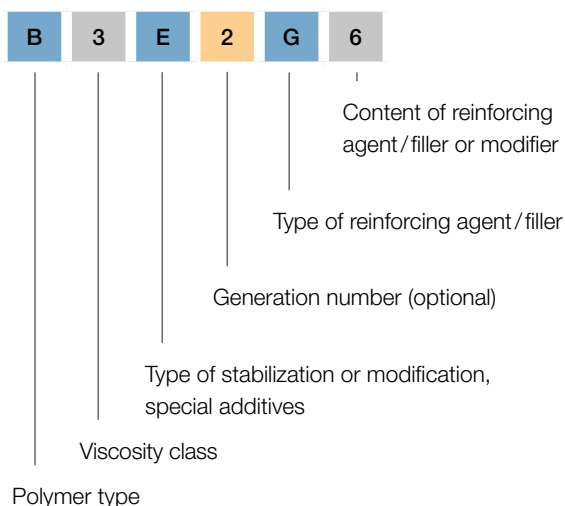 B 3 E 2 G 6
Content of reinforcing
agent / filler or modifier
Type of reinforcing agent / filler
Generation number (optional)
Type of stabilization or modification,
special additives
Viscosity class
Polymer type